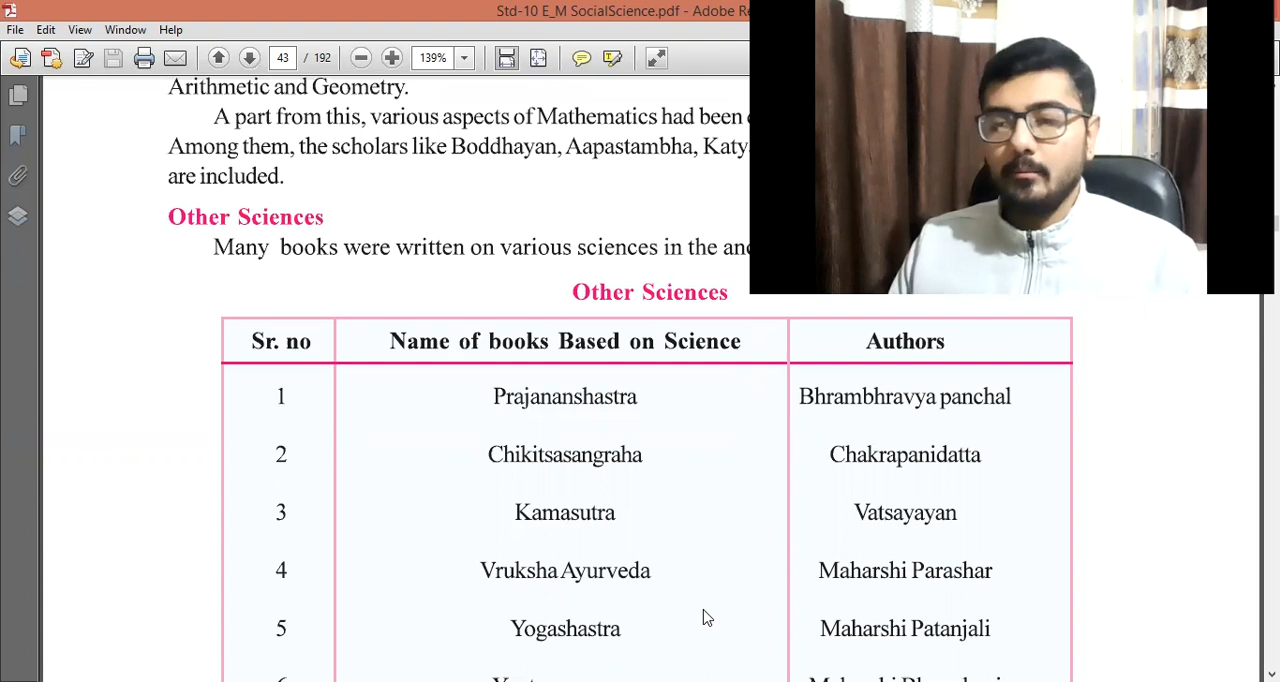 Std-10 E_M SocialScience.pdf - Adobe Re
File Edit View Window Help
43 / 192 139%
Arithmetic and Geometry.
A part from this, various aspects of Mathematics had been
Among them, the scholars like Boddhayan, Aapastambha,
are included.
Other Sciences
Many books were written on various sciences in the
Other Sciences
Sr. no Name of books Based on Science Authors
1 Prajananshastra Bhrambhravya panchal
2 Chikitsasangraha Chakrapanidatta
3 Kamasutra Vatsayayan
4 Vruksha Ayurveda Maharshi Parashar
5 Yogashastra Maharshi Patanjali